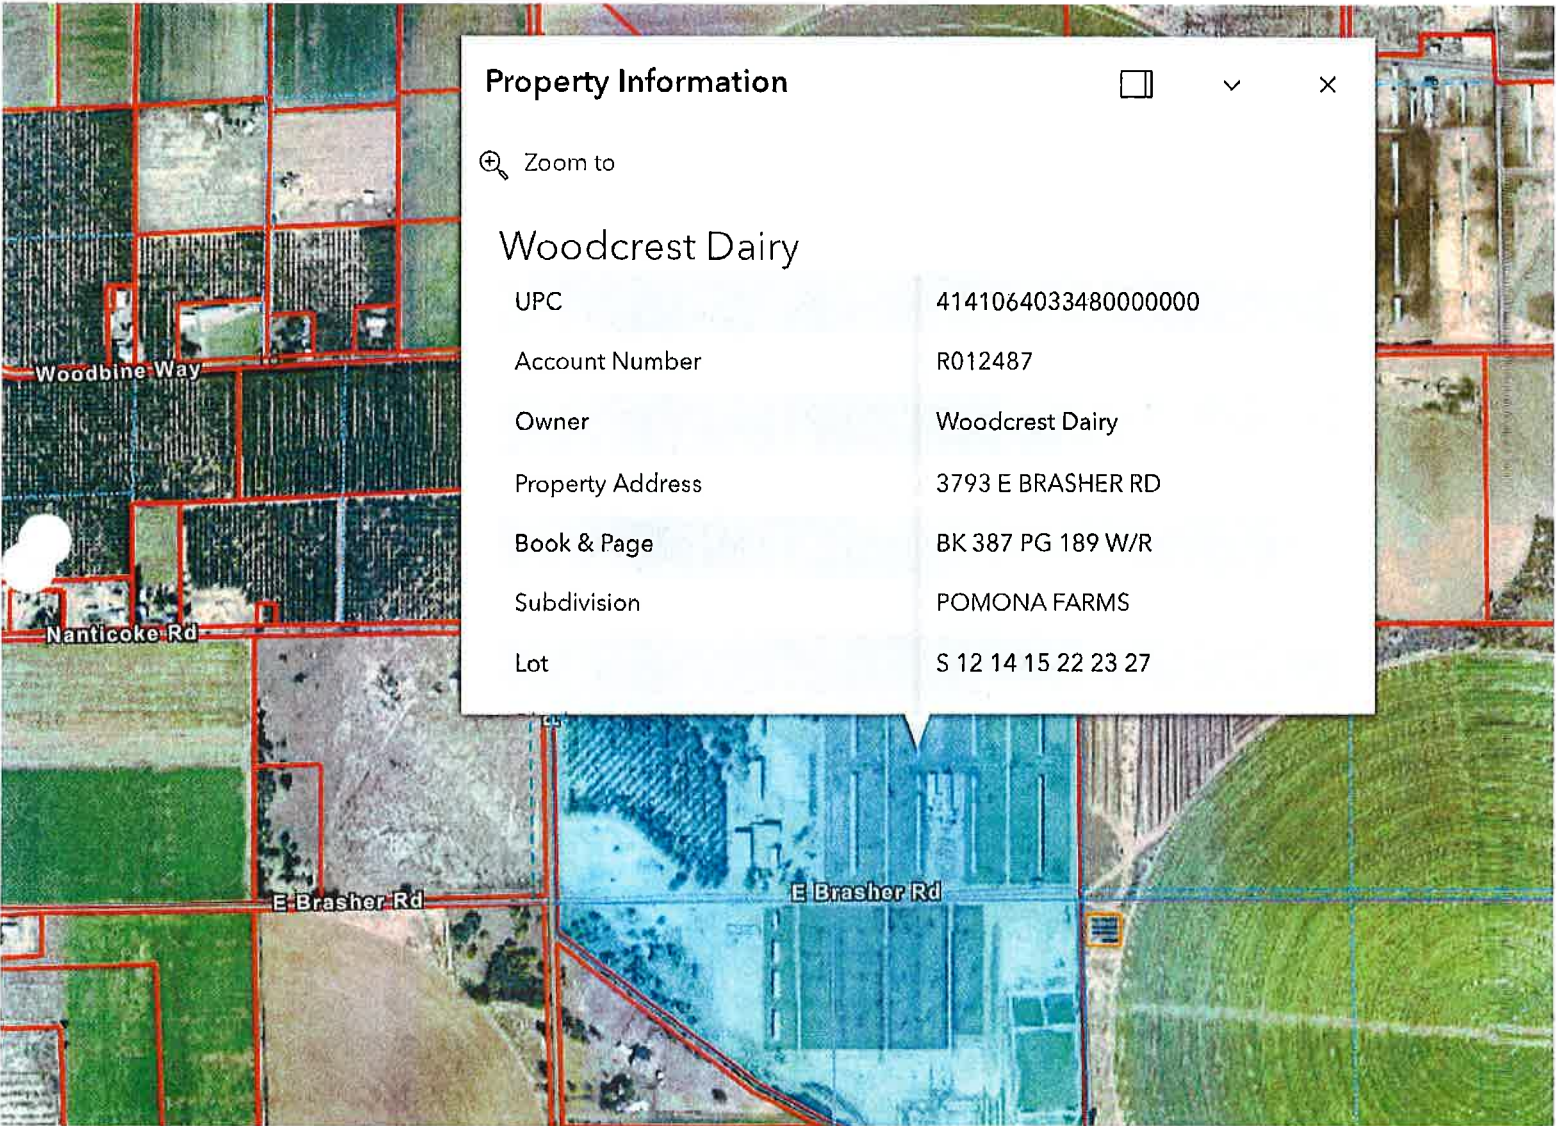 Property Information
Zoom to
Woodcrest Dairy
UPC 4141064033480000000
Account Number R012487
Owner Woodcrest Dairy
Property Address 3793 E BRASHER RD
Book & Page BK 387 PG 189 W/R
Subdivision POMONA FARMS
Lot S 12 14 15 22 23 27
Woodbine Way
Nanticoke Rd
E Brasher Rd
E Brasher Rd